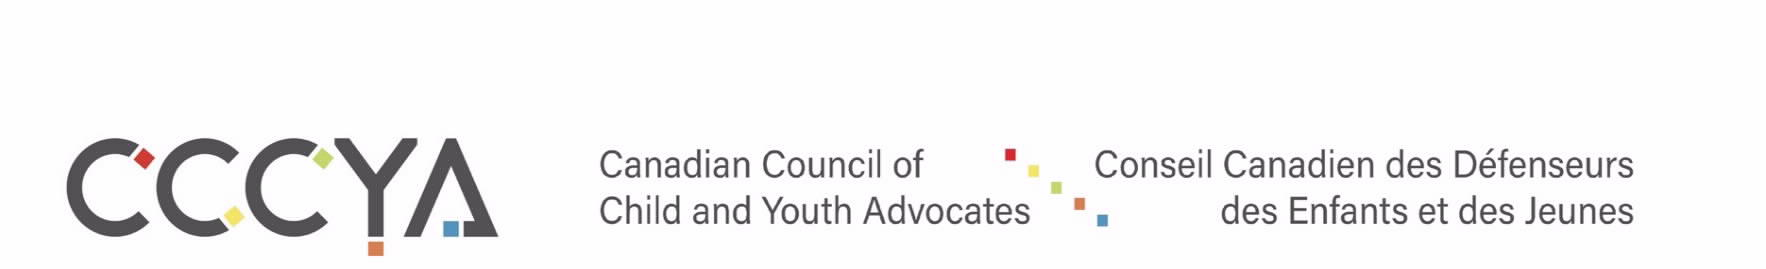 CCCYA
Canadian Council of
Child and Youth Advocates
Conseil Canadien des Défenseurs
des Enfants et des Jeunes